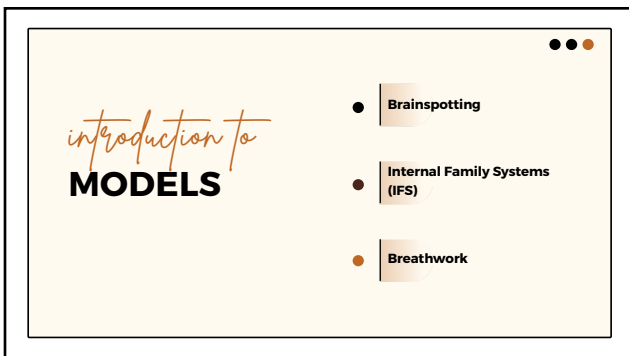 introduction to
MODELS
Brainspotting
Internal Family Systems
(IFS)
Breathwork